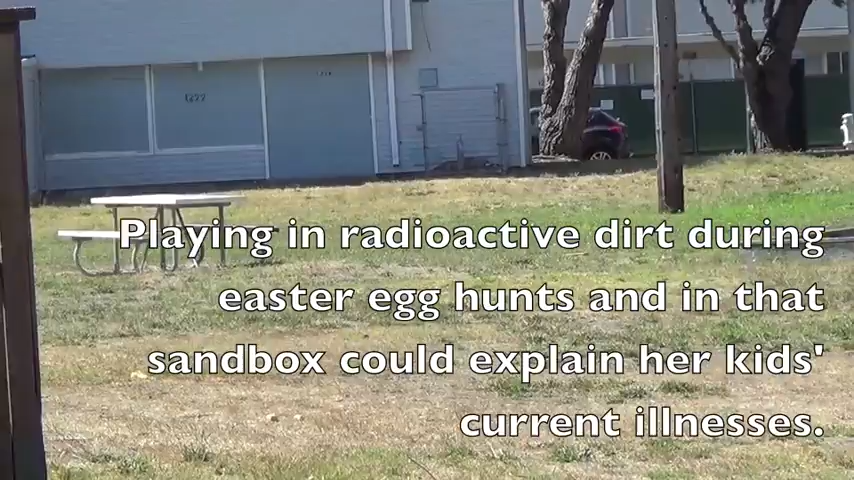 Playing in radioactive dirt during
easter egg hunts and in that
sandbox could explain her kids'
current illnesses.